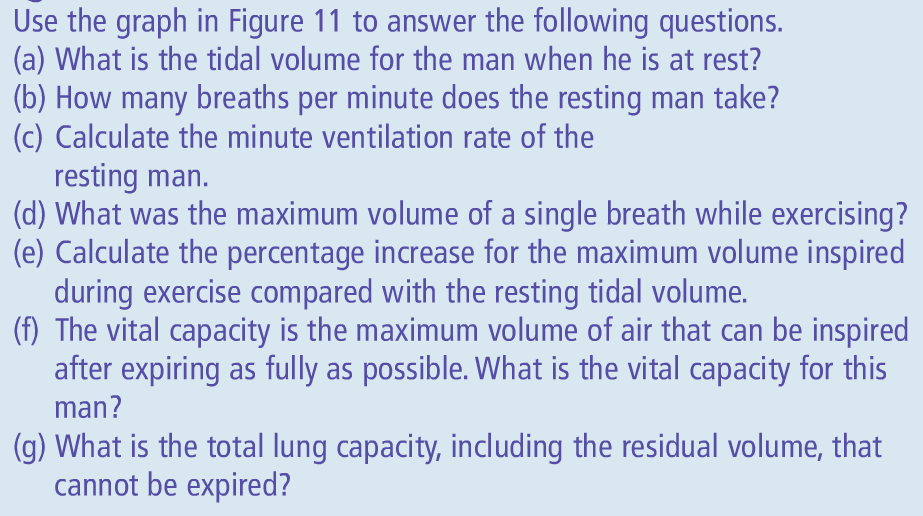 Use the graph in Figure 11 to answer the following questions.
(a) What is the tidal volume for the man when he is at rest?
(b) How many breaths per minute does the resting man take?
(c) Calculate the minute ventilation rate of the
resting man.
(d) What was the maximum volume of a single breath while exercising?
(e) Calculate the percentage increase for the maximum volume inspired
during exercise compared with the resting tidal volume.
(f) The vital capacity is the maximum volume of air that can be inspired
after expiring as fully as possible. What is the vital capacity for this
man?
(g) What is the total lung capacity, including the residual volume, that
cannot be expired?